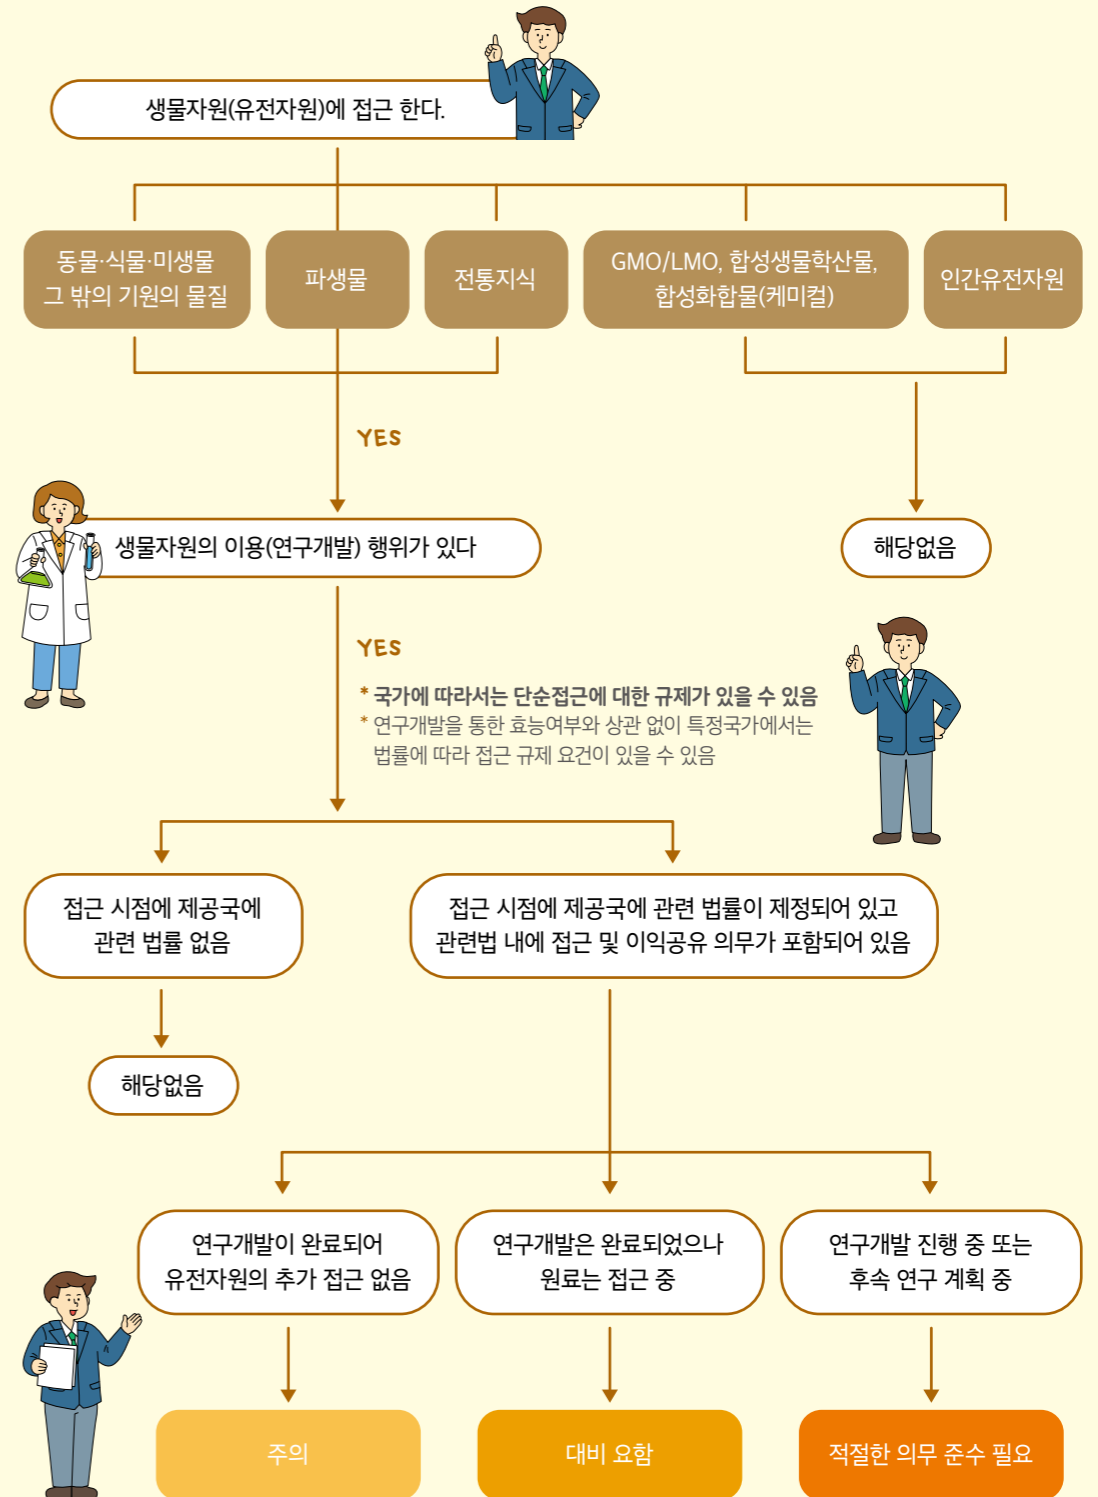 생물자원(유전자원)에 접근 한다.
동물·식물·미생물
그 밖의 기원의 물질
파생물
전통지식
GMO/LMO, 합성생물학산물,
합성화합물(케미컬)
인간유전자원
YES
생물자원의 이용(연구개발) 행위가 있다
해당없음
YES
* 국가에 따라서는 단순접근에 대한 규제가 있을 수 있음
* 연구개발을 통한 효능여부와 상관 없이 특정국가에서는
법률에 따라 접근 규제 요건이 있을 수 있음
접근 시점에 제공국에
관련 법률 없음
접근 시점에 제공국에 관련 법률이 제정되어 있고
관련법 내에 접근 및 이익공유 의무가 포함되어 있음
해당없음
연구개발이 완료되어
유전자원의 추가 접근 없음
연구개발은 완료되었으나
원료는 접근 중
연구개발 진행 중 또는
후속 연구 계획 중
주의
대비 요함
적절한 의무 준수 필요